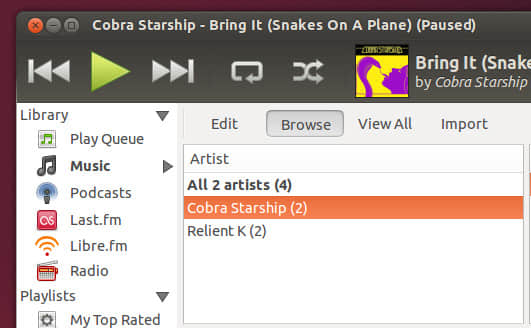 Cobra Starship - Bring It (Snakes On A Plane) (Paused)
Bring It (Snake
by Cobra Starship
Library
Play Queue
Music
Podcasts
Last.fm
Libre.fm
Radio
Playlists
My Top Rated
Edit Browse View All Import
Artist
All 2 artists (4)
Cobra Starship (2)
Relient K (2)